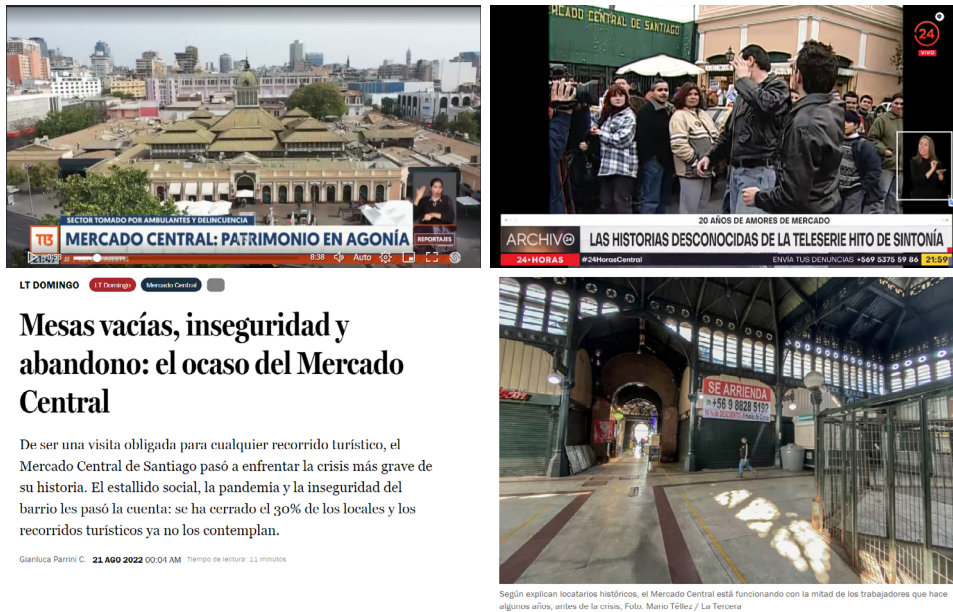 SECTOR TOMADO POR AMBULANTES Y DELINCUENCIA
T13 MERCADO CENTRAL: PATRIMONIO EN AGONÍA REPORTAJES
8:38 Auto
MERCADO CENTRAL DE SANTIAGO
24
VIVO
20 AÑOS DE AMORES DE MERCADO
ARCHIVO24 LAS HISTORIAS DESCONOCIDAS DE LA TELESERIE HITO DE SINTONÍA
24HORAS #24HorasCentral ENVÍA TUS DENUNCIAS +569 5375 59 86 21:59
LT DOMINGO LT Domingo Mercado Central
Mesas vacías, inseguridad y
abandono: el ocaso del Mercado
Central
De ser una visita obligada para cualquier recorrido turístico, el
Mercado Central de Santiago pasó a enfrentar la crisis más grave de
su historia. El estallido social, la pandemia y la inseguridad del
barrio les pasó la cuenta: se ha cerrado el 30% de los locales y los
recorridos turísticos ya no los contemplan.
Gianluca Parrini C. 21 AGO 2022 00:04 AM Tiempo de lectura: 11 minutos
SE ARRIENDA
+56 9 8828 5192
Según explican locatarios históricos, el Mercado Central está funcionando con la mitad de los trabajadores que hace
algunos años, antes de la crisis, Foto: Mario Téllez / La Tercera